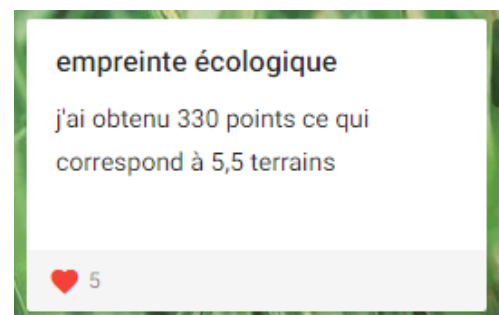 empreinte écologique
j'ai obtenu 330 points ce qui
correspond à 5,5 terrains
5